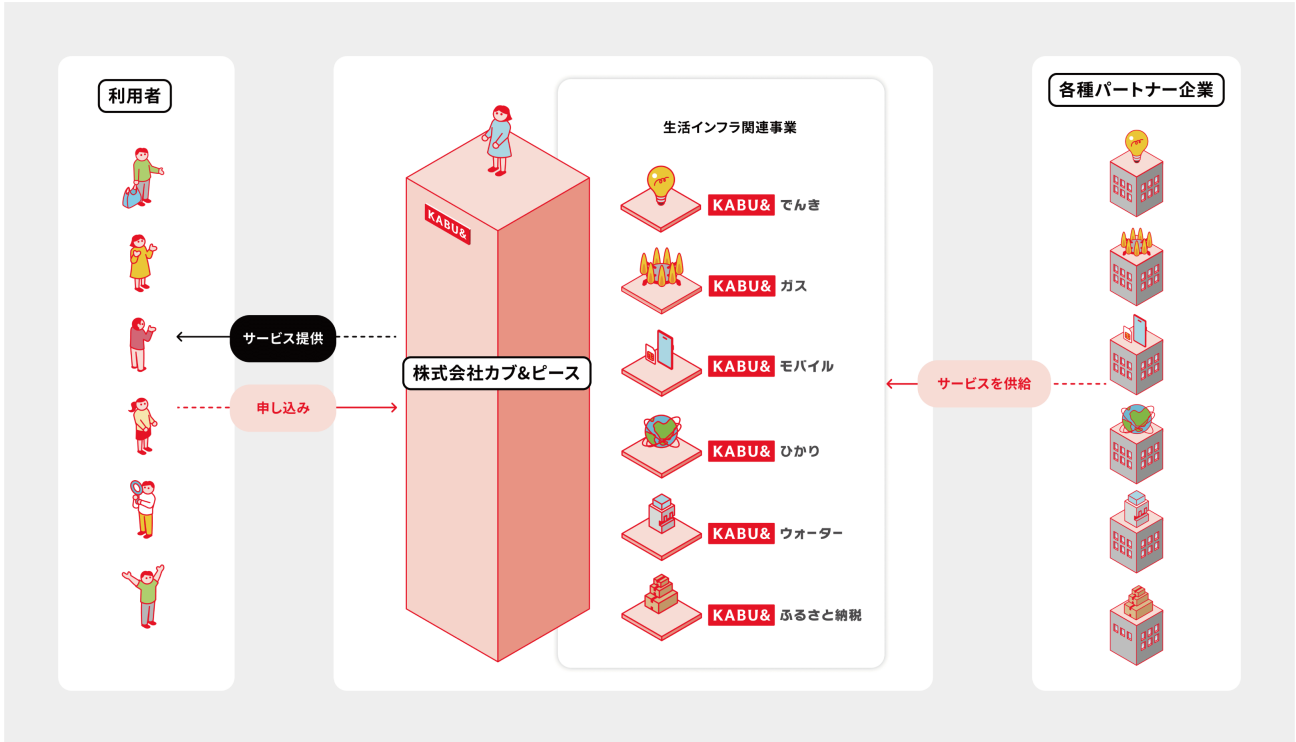 利用者
サービス提供
申し込み
KABU&
株式会社カブ&ピース
生活インフラ関連事業
KABU& でんき
KABU& ガス
KABU& モバイル
KABU& ひかり
KABU& ウォーター
KABU& ふるさと納税
サービスを供給
各種パートナー企業